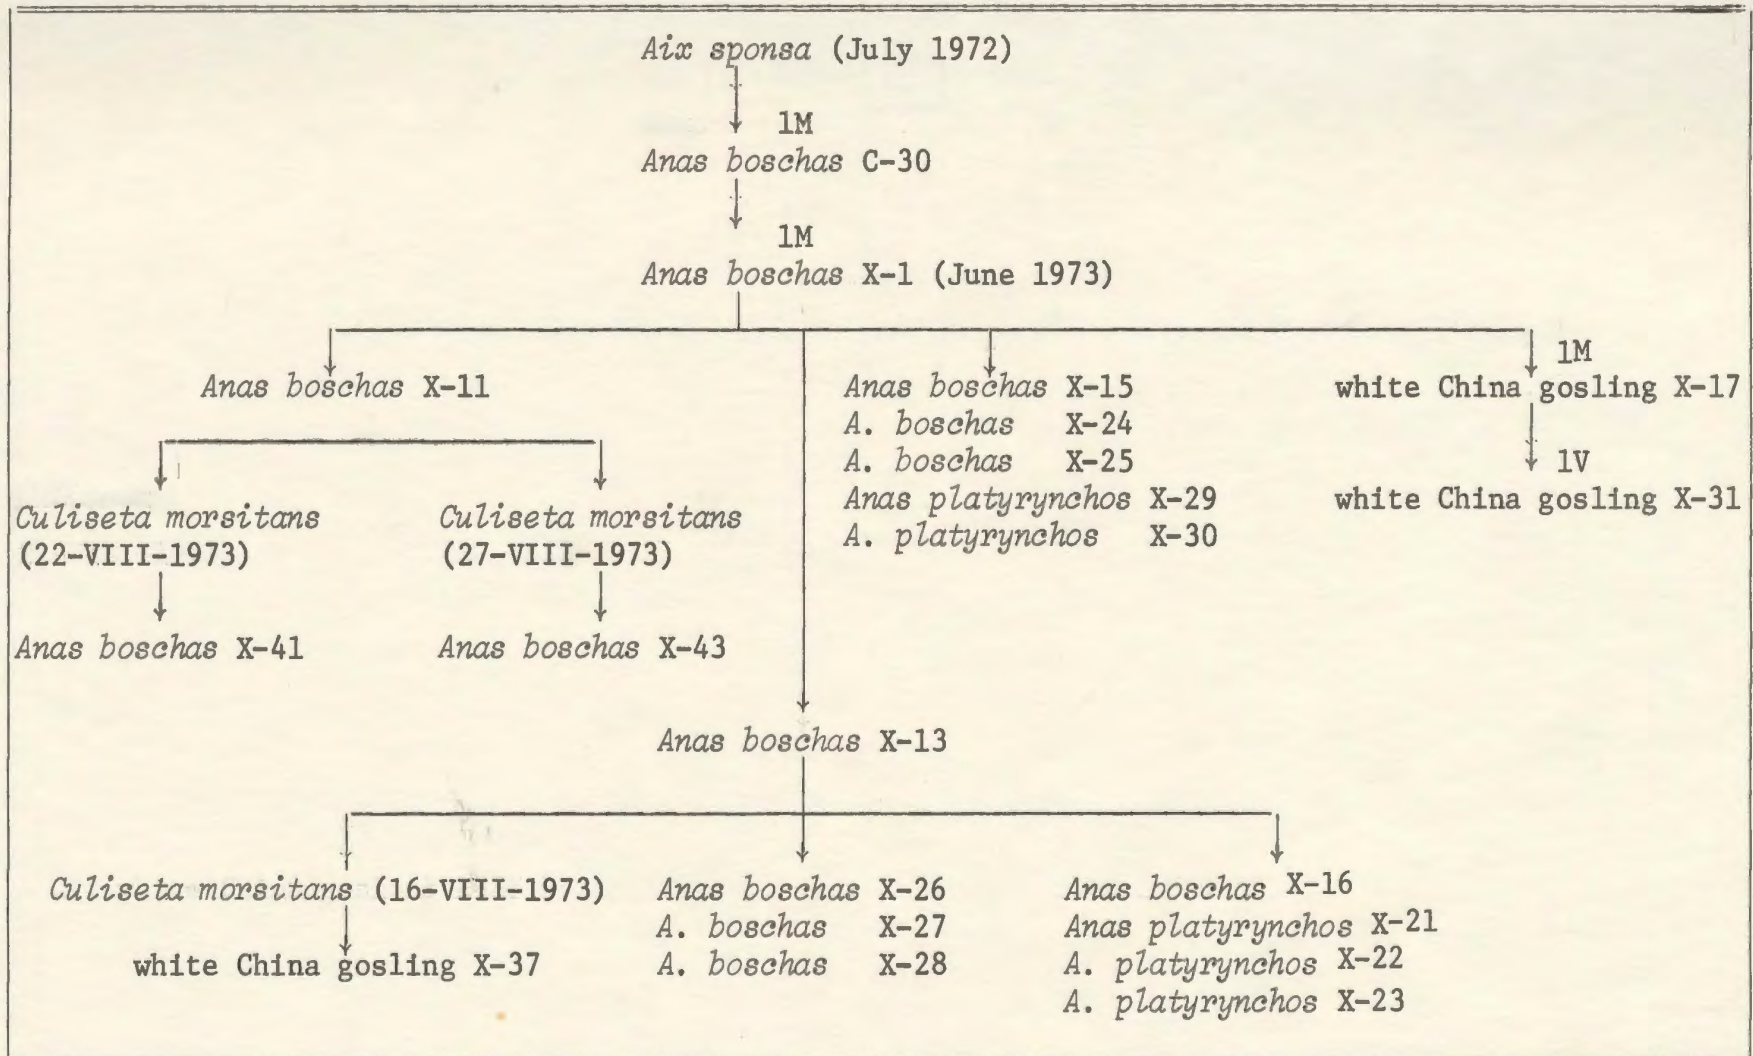 Aix sponsa (July 1972)
1M
Anas boschas C-30
1M
Anas boschas X-1 (June 1973)
Anas boschas X-11
Culiseta morsitans
(22-VIII-1973)
Anas boschas X-41
Culiseta morsitans
(27-VIII-1973)
Anas boschas X-43
Anas boschas X-15
A. boschas X-24
A. boschas X-25
Anas platyrynchos X-29
A. platyrynchos X-30
1M
white China gosling X-17
1V
white China gosling X-31
Anas boschas X-13
Culiseta morsitans (16-VIII-1973)
white China gosling X-37
Anas boschas X-26
A. boschas X-27
A. boschas X-28
Anas boschas X-16
Anas platyrynchos X-21
A. platyrynchos X-22
A. platyrynchos X-23